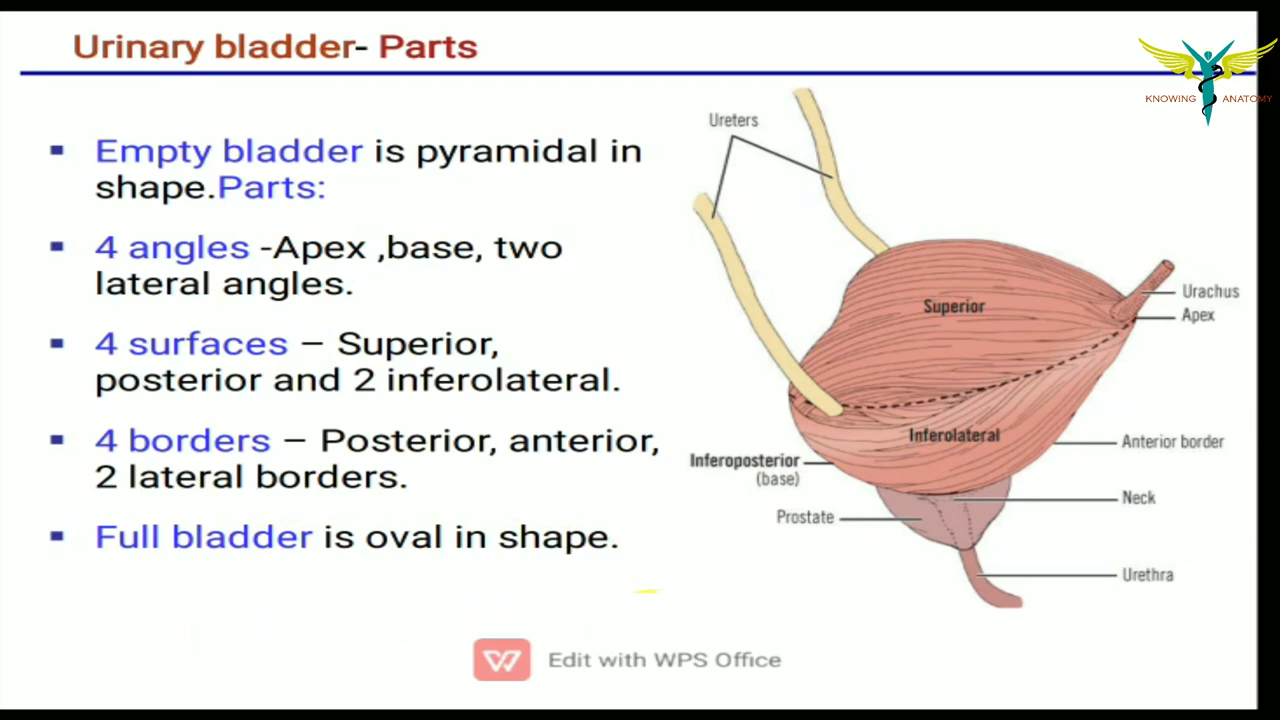 Urinary bladder- Parts
KNOWING ANATOMY
▪ Empty bladder is pyramidal in
shape.Parts:
▪ 4 angles -Apex ,base, two
lateral angles.
▪ 4 surfaces – Superior,
posterior and 2 inferolateral.
▪ 4 borders – Posterior, anterior,
2 lateral borders.
▪ Full bladder is oval in shape.
Ureters
Superior
Urachus
Apex
Inferolateral
Anterior border
Inferoposterior
(base)
Neck
Prostate
Urethra
Edit with WPS Office